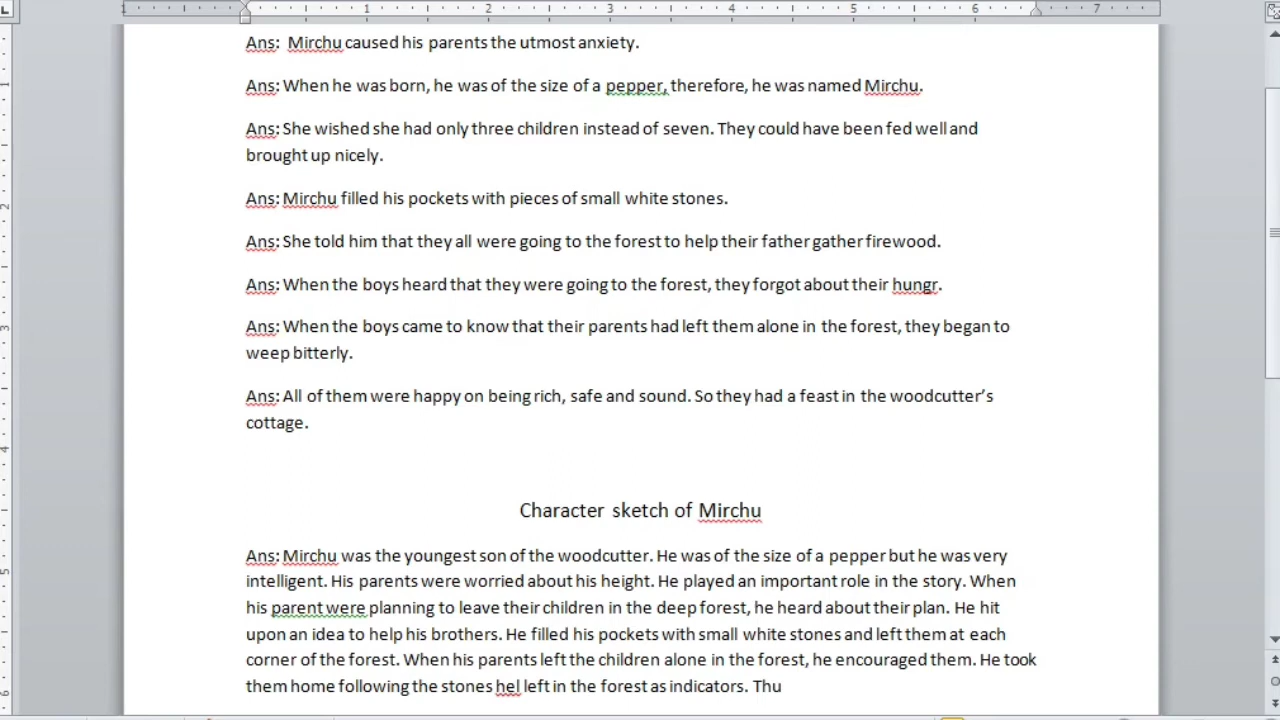 1 1 2 3 4 5 6 7
Ans: Mirchu caused his parents the utmost anxiety.
Ans: When he was born, he was of the size of a pepper, therefore, he was named Mirchu.
Ans: She wished she had only three children instead of seven. They could have been fed well and
brought up nicely.
Ans: Mirchu filled his pockets with pieces of small white stones.
Ans: She told him that they all were going to the forest to help their father gather firewood.
Ans: When the boys heard that they were going to the forest, they forgot about their hungr.
Ans: When the boys came to know that their parents had left them alone in the forest, they began to
weep bitterly.
Ans: All of them were happy on being rich, safe and sound. So they had a feast in the woodcutter’s
cottage.
Character sketch of Mirchu
Ans: Mirchu was the youngest son of the woodcutter. He was of the size of a pepper but he was very
intelligent. His parents were worried about his height. He played an important role in the story. When
his parent were planning to leave their children in the deep forest, he heard about their plan. He hit
upon an idea to help his brothers. He filled his pockets with small white stones and left them at each
corner of the forest. When his parents left the children alone in the forest, he encouraged them. He took
them home following the stones hel left in the forest as indicators. Thu